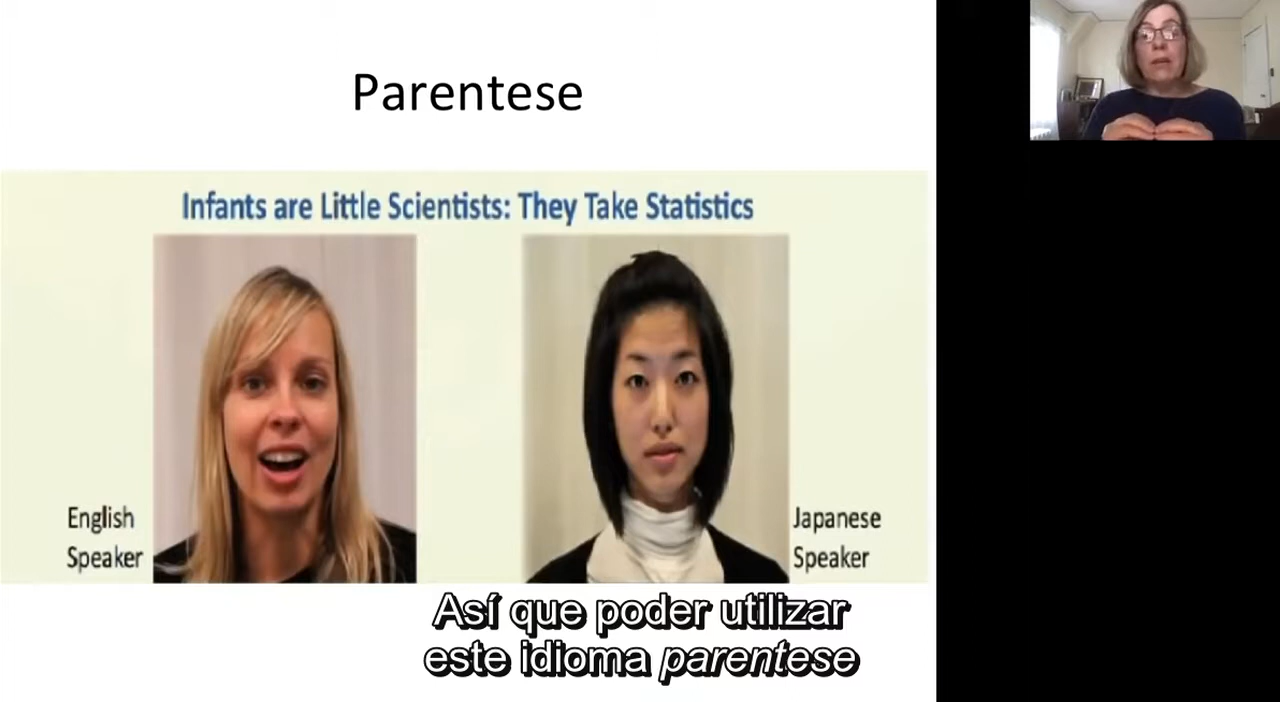 Parentese
Infants are Little Scientists: They Take Statistics
English
Speaker
Japanese
Speaker
Así que poder utilizar
este idioma parentese